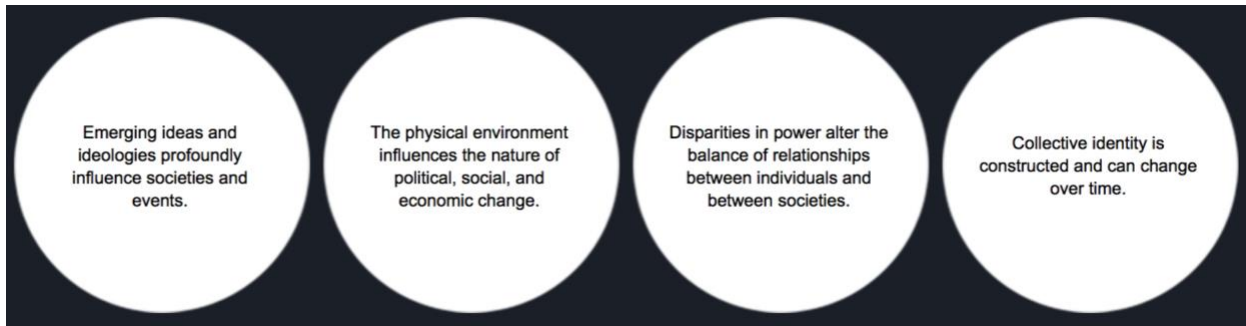 Emerging ideas and
ideologies profoundly
influence societies and
events.
The physical environment
influences the nature of
political, social, and
economic change.
Disparities in power alter the
balance of relationships
between individuals and
between societies.
Collective identity is
constructed and can change
over time.